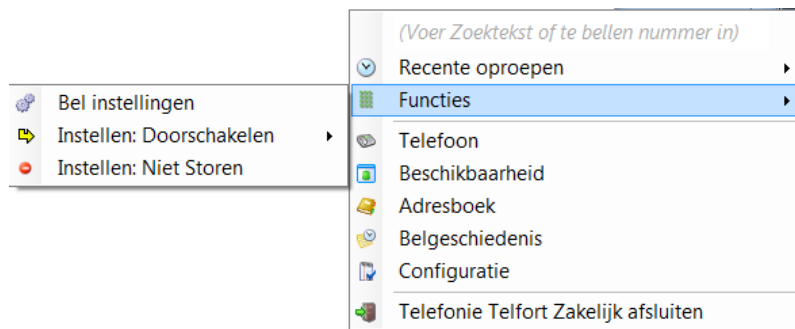 (Voer Zoektekst of te bellen nummer in)
Recente oproepen
Functies
Bel instellingen
Instellen: Doorschakelen
Instellen: Niet Storen
Telefoon
Beschikbaarheid
Adresboek
Belgeschiedenis
Configuratie
Telefonie Telfort Zakelijk afsluiten